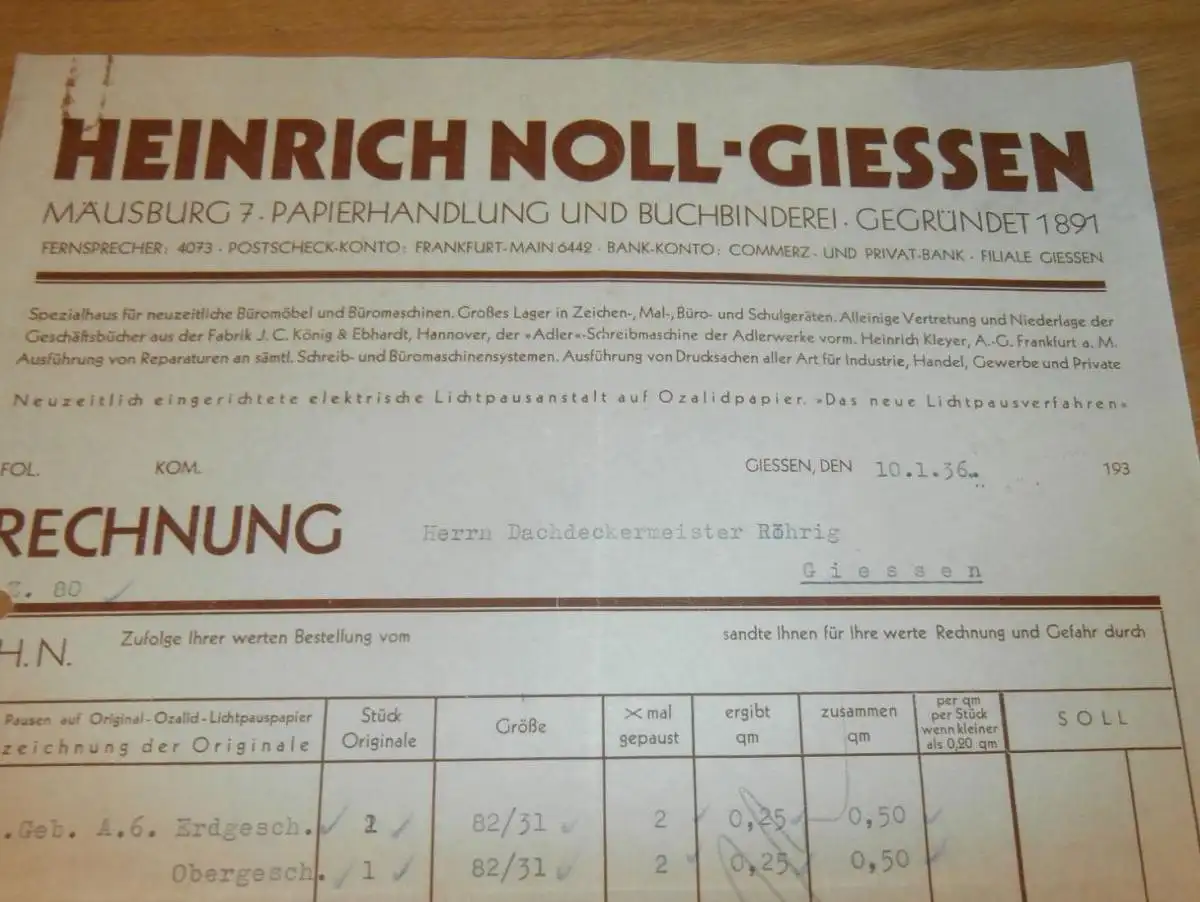 HEINRICH NOLL·GIESSEN
MÄUSBURG 7 · PAPIERHANDLUNG UND BUCHBINDEREI · GEGRÜNDET 1891
FERNSPRECHER: 4073 · POSTSCHECK-KONTO: FRANKFURT-MAIN 6442 · BANK-KONTO: COMMERZ- UND PRIVAT-BANK · FILIALE GIESSEN
Spezialhaus für neuzeitliche Büromöbel und Büromaschinen. Großes Lager in Zeichen-, Mal-, Büro- und Schulgeräten. Alleinige Vertretung und Niederlage der
Geschäftsbücher aus der Fabrik J. C. König & Ebhardt, Hannover, der »Adler«-Schreibmaschine der Adlerwerke vorm. Heinrich Kleyer, A.-G. Frankfurt a. M.
Ausführung von Reparaturen an sämtl. Schreib- und Büromaschinensystemen. Ausführung von Drucksachen aller Art für Industrie, Handel, Gewerbe und Private
Neuzeitlich eingerichtete elektrische Lichtpausanstalt auf Ozalidpapier. »Das neue Lichtpausverfahren«
FOL. KOM. GIESSEN, DEN 10.1.36. 193
RECHNUNG Herrn Dachdeckermeister Röhrig
Giessen
80
H. N. Zufolge Ihrer werten Bestellung vom sandte Ihnen für Ihre werte Rechnung und Gefahr durch
Pausen auf Original-Ozalid-Lichtpauspapier
zeichnung der Originale
Stück
Originale
Größe
× mal
gepaust
ergibt
qm
zusammen
qm
per qm
per Stück
wenn kleiner
als 0,20 qm
SOLL
.Geb. A.6. Erdgesch. 82/31 2 0,25 0,50
Obergesch. 1 82/31 2 0,25 0,50